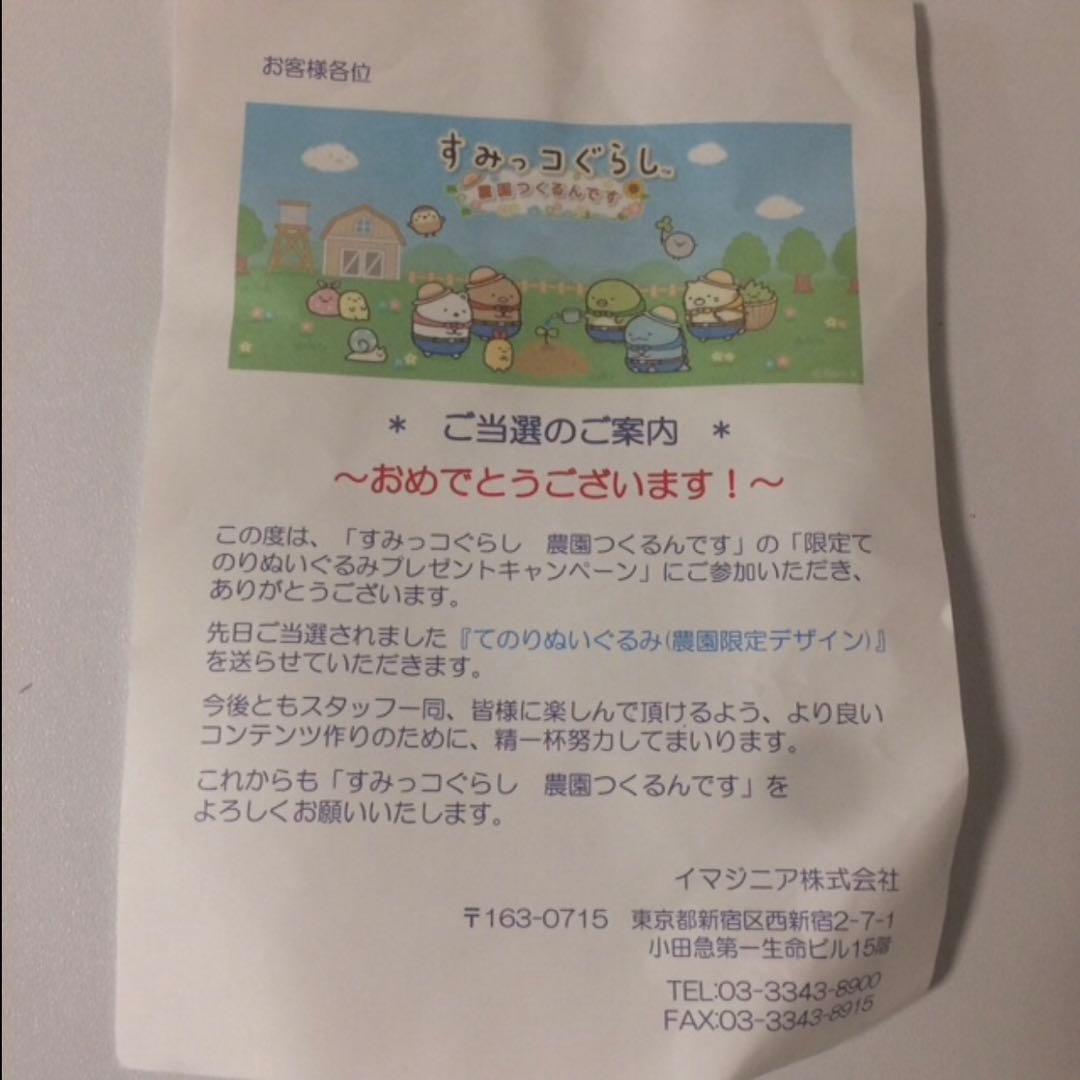 お客様各位
すみっコぐらし™
農園つくるんです
* ご当選のご案内 *
～おめでとうございます！～
この度は、「すみっコぐらし 農園つくるんです」の「限定て
のりぬいぐるみプレゼントキャンペーン」にご参加いただき、
ありがとうございます。
先日ご当選されました『てのりぬいぐるみ(農園限定デザイン)』
を送らせていただきます。
今後ともスタッフ一同、皆様に楽しんで頂けるよう、より良い
コンテンツ作りのために、精一杯努力してまいります。
これからも「すみっコぐらし 農園つくるんです」を
よろしくお願いいたします。
イマジニア株式会社
〒163-0715 東京都新宿区西新宿2-7-1
小田急第一生命ビル15階
TEL:03-3343-8900
FAX:03-3343-8915